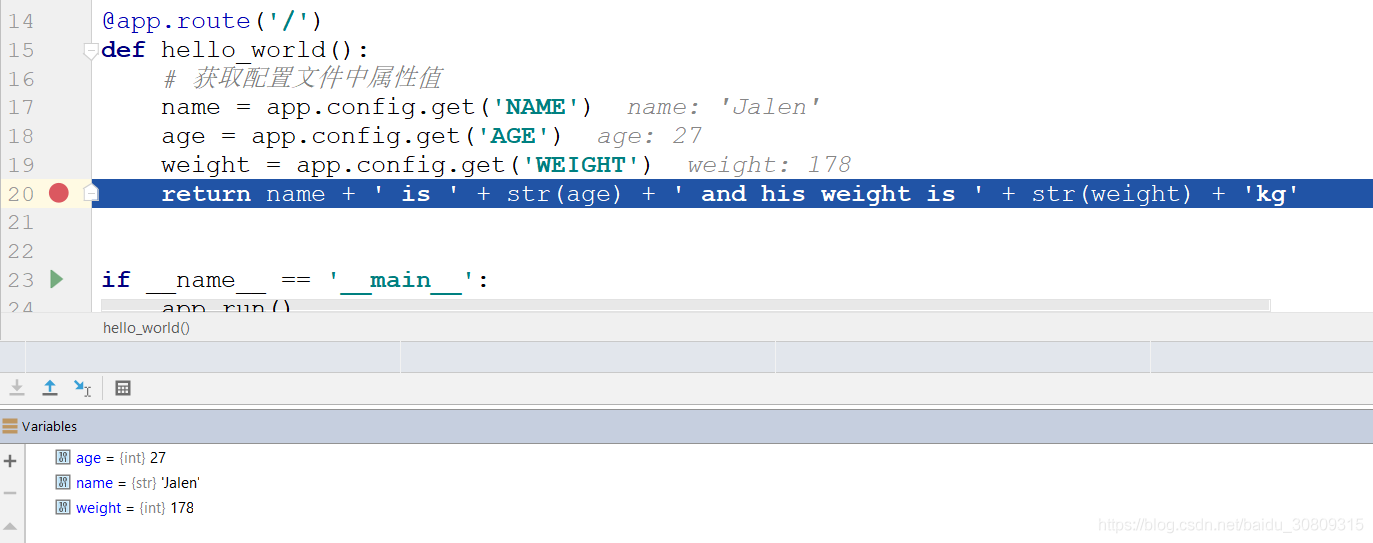 14 @app.route('/')
15 def hello_world():
16 # 获取配置文件中属性值
17 name = app.config.get('NAME') name: 'Jalen'
18 age = app.config.get('AGE') age: 27
19 weight = app.config.get('WEIGHT') weight: 178
20 return name + ' is ' + str(age) + ' and his weight is ' + str(weight) + 'kg'
21
22
23 if __name__ == '__main__':
24 app.run()
hello_world()
Variables
age = {int} 27
name = {str} 'Jalen'
weight = {int} 178
https://blog.csdn.net/baidu_30809315